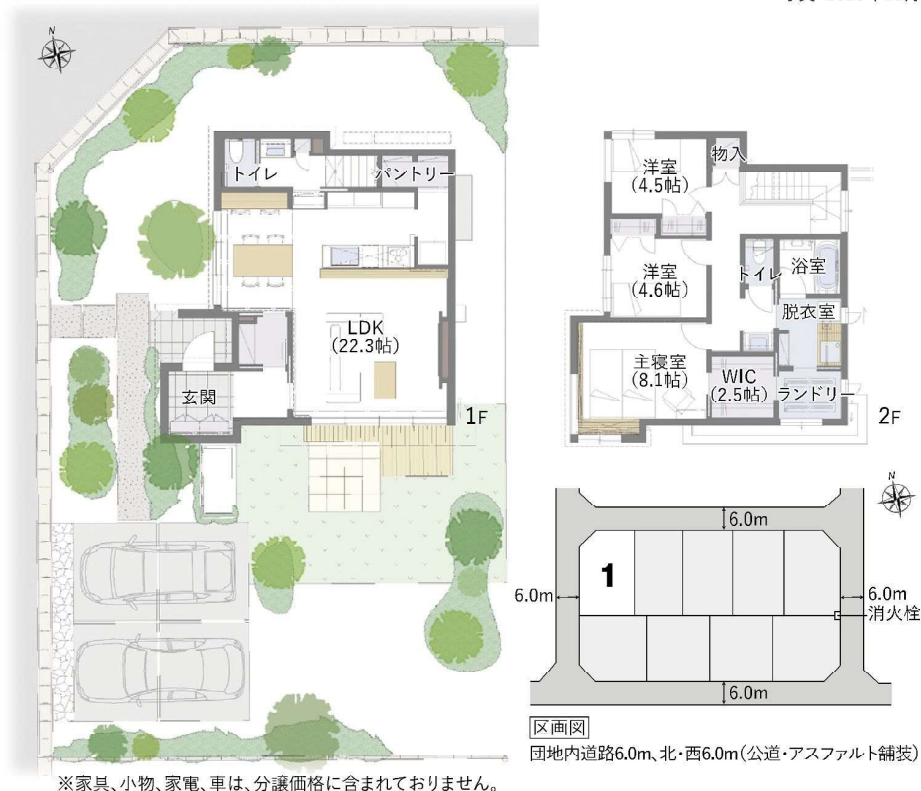 N
トイレ
パントリー
LDK
(22.3帖)
玄関
1F
洋室
(4.5帖)
物入
洋室
(4.6帖)
トイレ
浴室
脱衣室
主寝室
(8.1帖)
WIC
(2.5帖)
ランドリー
2F
N
6.0m
1
6.0m
6.0m
消火栓
6.0m
区画図
団地内道路6.0m、北・西6.0m(公道・アスファルト舗装)
※家具、小物、家電、車は、分譲価格に含まれておりません。